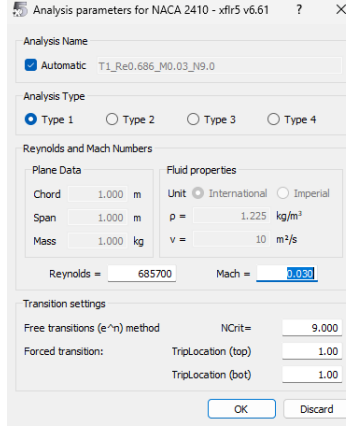 Analysis parameters for NACA 2410 - xflr5 v6.61 ? X
Analysis Name
Automatic T1_Re0.686_M0.03_N9.0
Analysis Type
Type 1 Type 2 Type 3 Type 4
Reynolds and Mach Numbers
Plane Data Fluid properties
Chord 1.000 m Unit International Imperial
Span 1.000 m ρ = 1.225 kg/m³
Mass 1.000 kg ν = 10 m²/s
Reynolds = 685700 Mach = 0.030
Transition settings
Free transitions (e^n) method NCrit= 9.000
Forced transition: TripLocation (top) 1.00
TripLocation (bot) 1.00
OK Discard